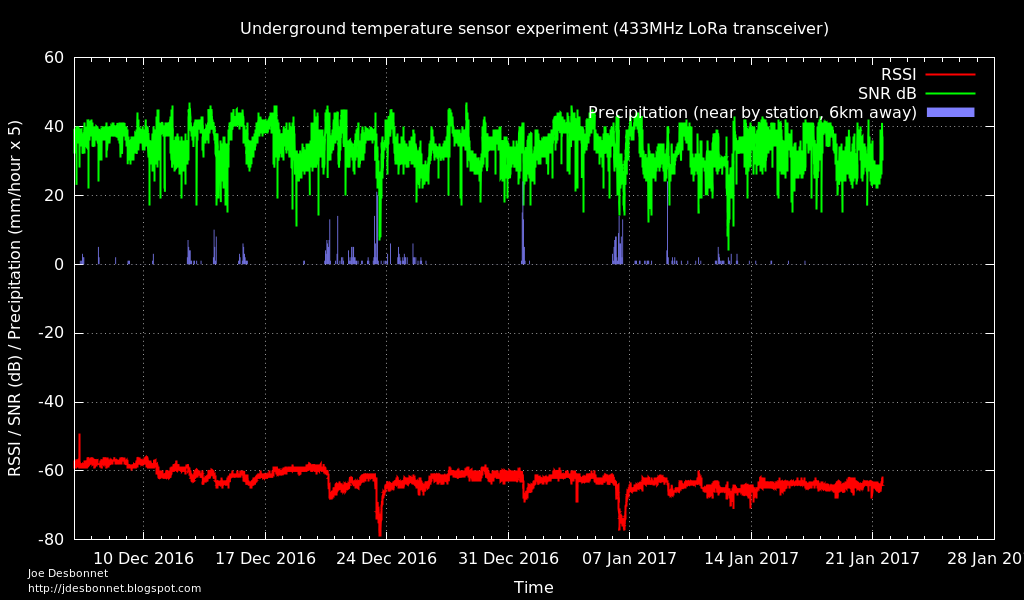 Underground temperature sensor experiment (433MHz LoRa transceiver)
RSSI / SNR (dB) / Precipitation (mm/hour x 5)
60
40
20
0
-20
-40
-60
-80
RSSI
SNR dB
Precipitation (near by station, 6km away)
10 Dec 2016 17 Dec 2016 24 Dec 2016 31 Dec 2016 07 Jan 2017 14 Jan 2017 21 Jan 2017 28 Jan 20
Time
Joe Desbonnet
http://jdesbonnet.blogspot.com